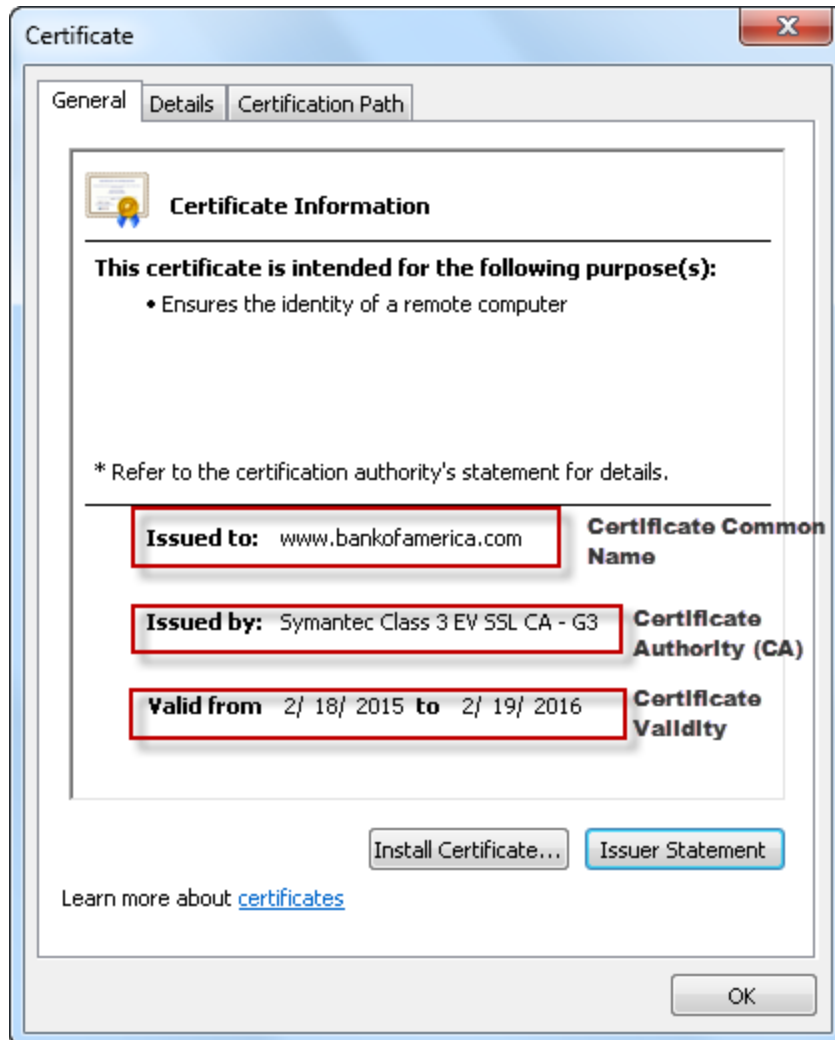 Certificate
General Details Certification Path
Certificate Information
This certificate is intended for the following purpose(s):
• Ensures the identity of a remote computer
* Refer to the certification authority's statement for details.
Issued to: www.bankofamerica.com
Certificate Common
Name
Issued by: Symantec Class 3 EV SSL CA - G3
Certificate
Authority (CA)
Valid from 2/ 18/ 2015 to 2/ 19/ 2016
Certificate
Validity
Install Certificate... Issuer Statement
Learn more about certificates
OK